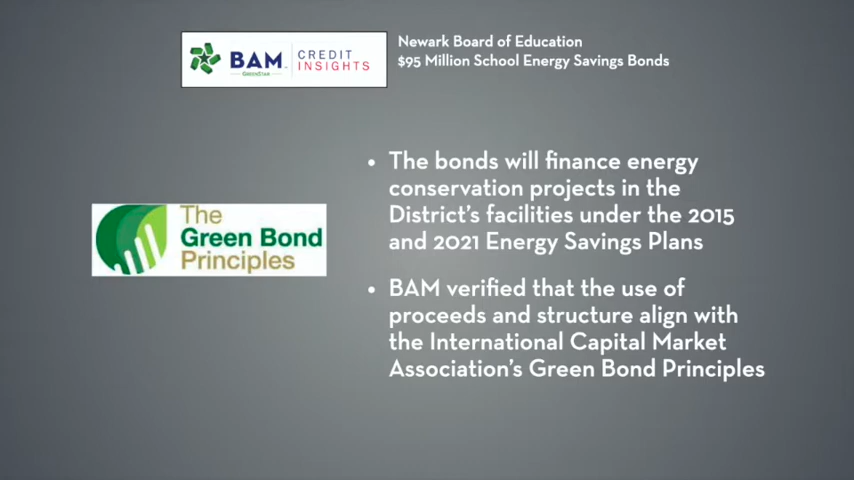 BAM
GREENSTAR
CREDIT
INSIGHTS
Newark Board of Education
$95 Million School Energy Savings Bonds
The
Green Bond
Principles
• The bonds will finance energy
conservation projects in the
District's facilities under the 2015
and 2021 Energy Savings Plans
• BAM verified that the use of
proceeds and structure align with
the International Capital Market
Association's Green Bond Principles